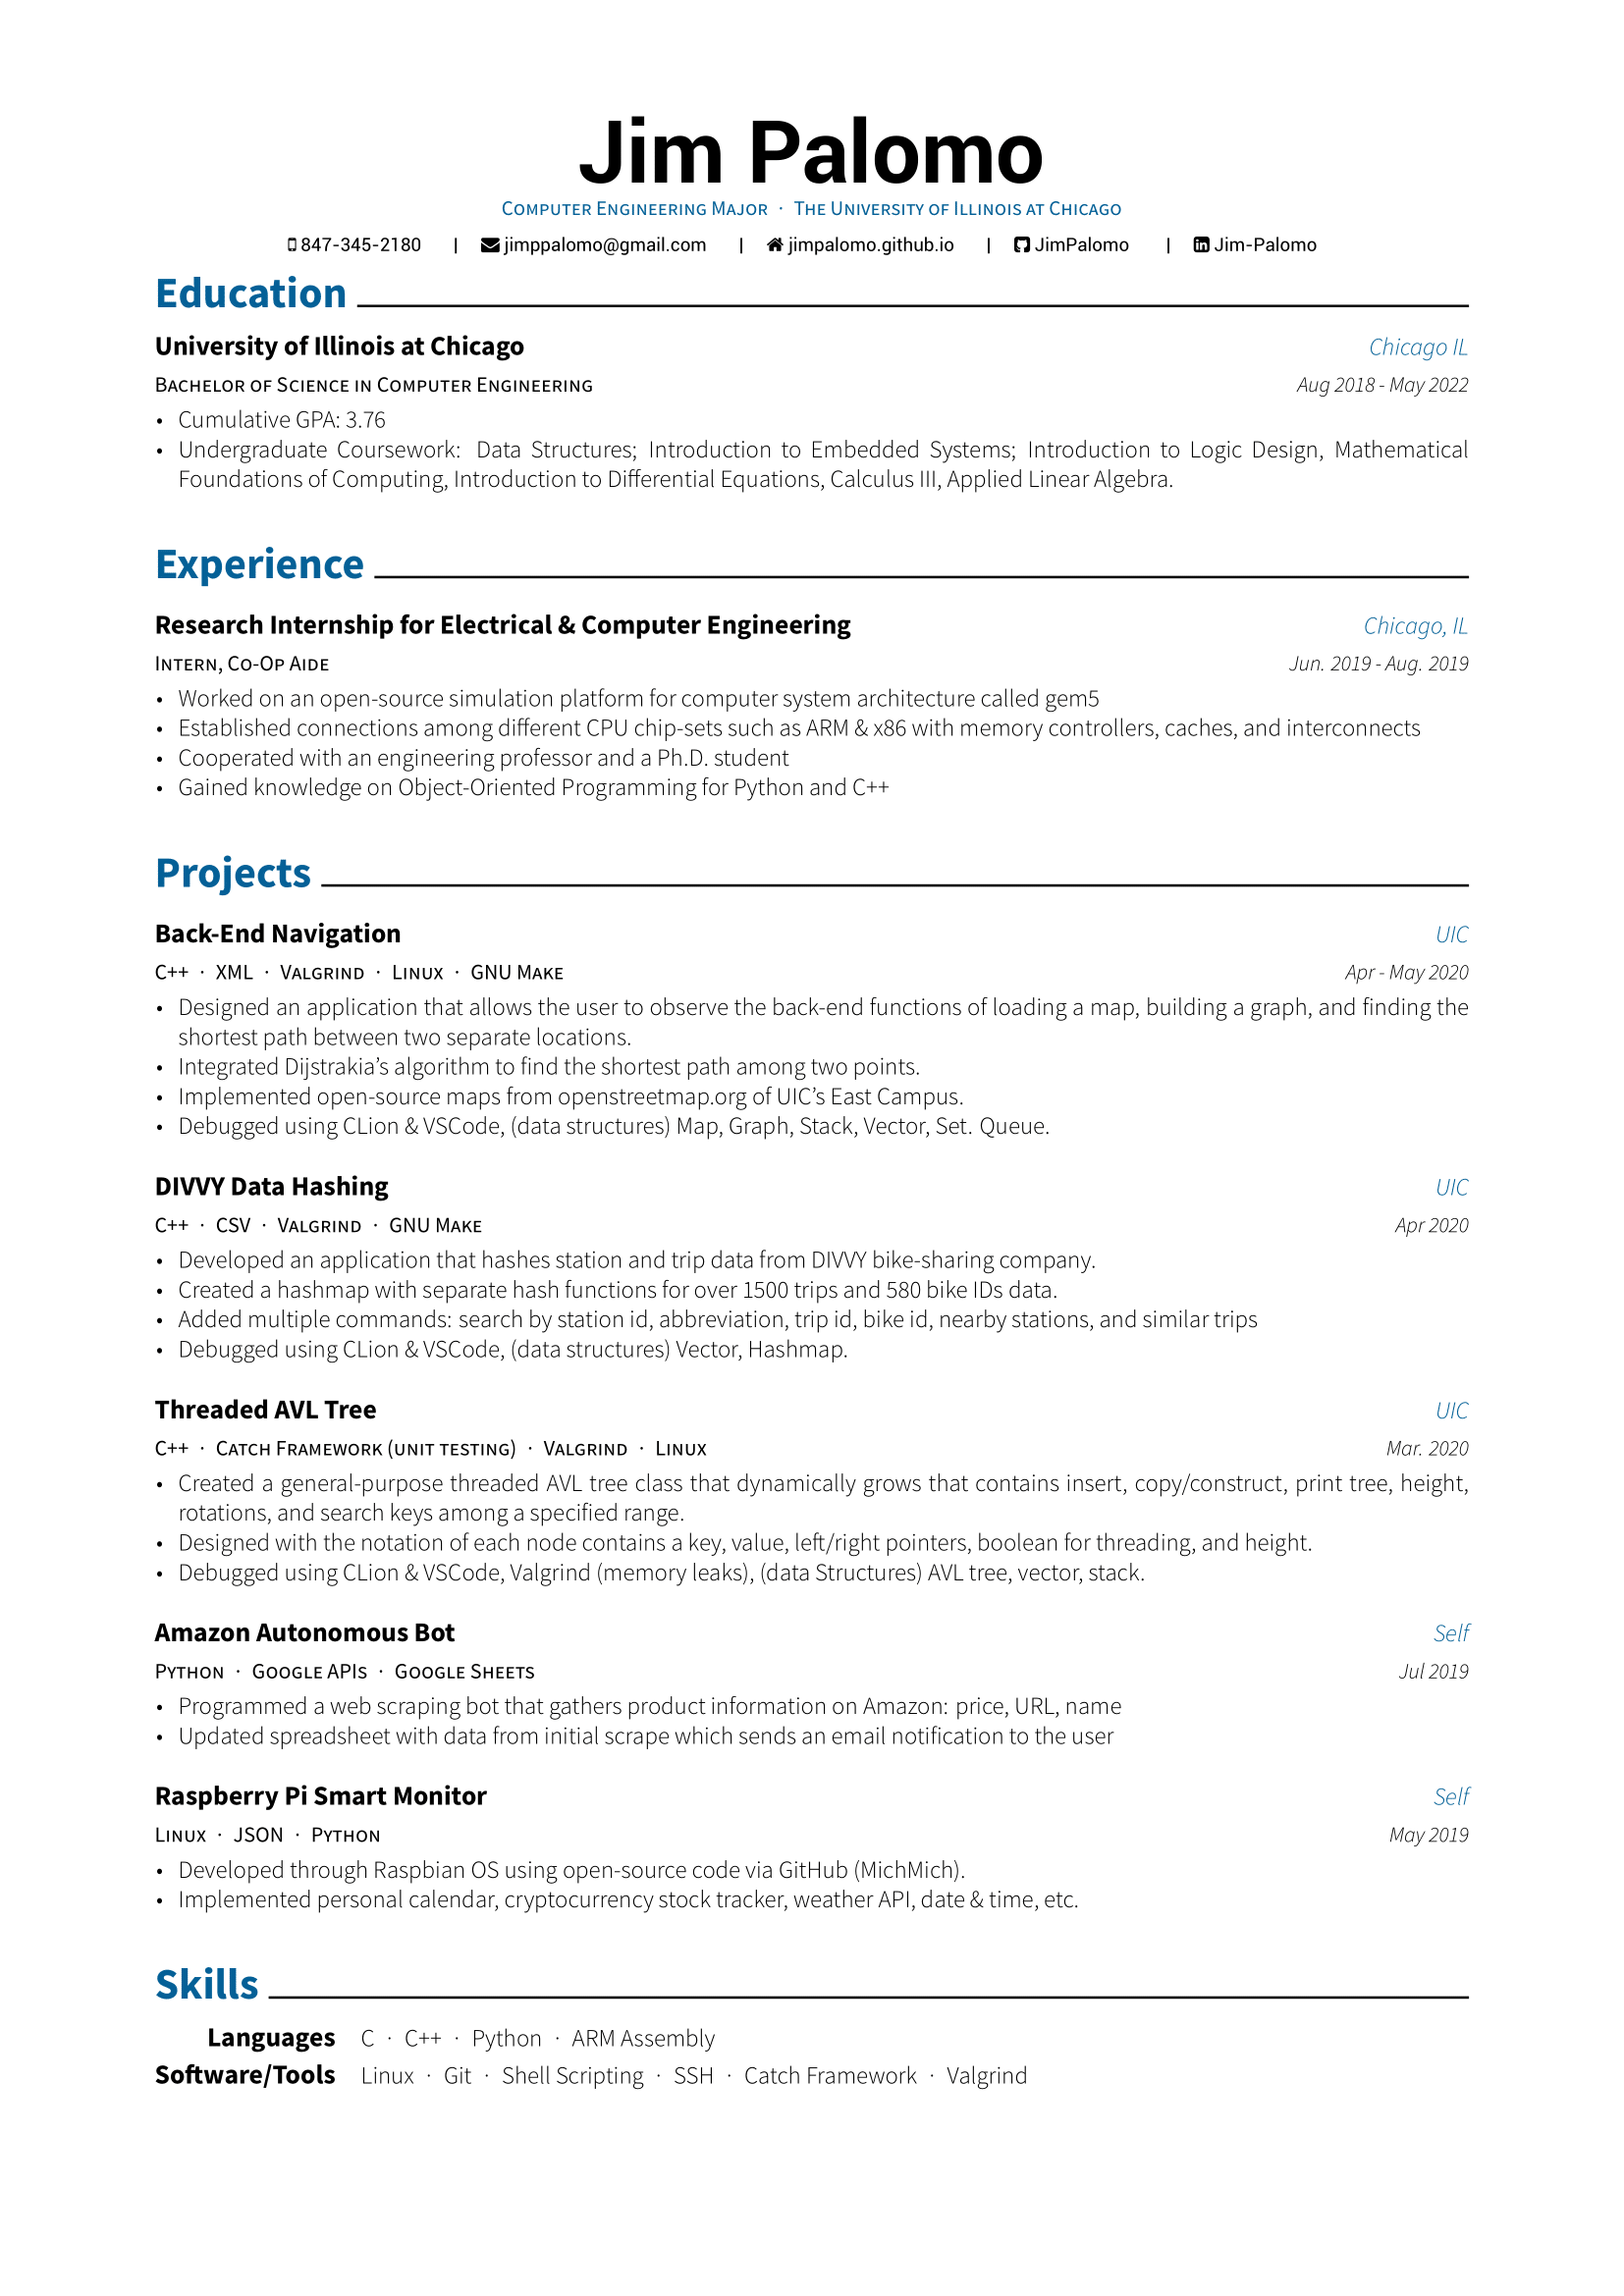 Jim Palomo
Computer Engineering Major · The University of Illinois at Chicago
847-345-2180 | jimppalomo@gmail.com | jimpalomo.github.io | JimPalomo | Jim-Palomo
Education
University of Illinois at Chicago Chicago IL
Bachelor of Science in Computer Engineering Aug 2018 - May 2022
• Cumulative GPA: 3.76
• Undergraduate Coursework: Data Structures; Introduction to Embedded Systems; Introduction to Logic Design, Mathematical
Foundations of Computing, Introduction to Differential Equations, Calculus III, Applied Linear Algebra.
Experience
Research Internship for Electrical & Computer Engineering Chicago, IL
Intern, Co-Op Aide Jun. 2019 - Aug. 2019
• Worked on an open-source simulation platform for computer system architecture called gem5
• Established connections among different CPU chip-sets such as ARM & x86 with memory controllers, caches, and interconnects
• Cooperated with an engineering professor and a Ph.D. student
• Gained knowledge on Object-Oriented Programming for Python and C++
Projects
Back-End Navigation UIC
C++ · XML · Valgrind · Linux · GNU Make Apr - May 2020
• Designed an application that allows the user to observe the back-end functions of loading a map, building a graph, and finding the
shortest path between two separate locations.
• Integrated Dijstrakia’s algorithm to find the shortest path among two points.
• Implemented open-source maps from openstreetmap.org of UIC’s East Campus.
• Debugged using CLion & VSCode, (data structures) Map, Graph, Stack, Vector, Set. Queue.
DIVVY Data Hashing UIC
C++ · CSV · Valgrind · GNU Make Apr 2020
• Developed an application that hashes station and trip data from DIVVY bike-sharing company.
• Created a hashmap with separate hash functions for over 1500 trips and 580 bike IDs data.
• Added multiple commands: search by station id, abbreviation, trip id, bike id, nearby stations, and similar trips
• Debugged using CLion & VSCode, (data structures) Vector, Hashmap.
Threaded AVL Tree UIC
C++ · Catch Framework (unit testing) · Valgrind · Linux Mar. 2020
• Created a general-purpose threaded AVL tree class that dynamically grows that contains insert, copy/construct, print tree, height,
rotations, and search keys among a specified range.
• Designed with the notation of each node contains a key, value, left/right pointers, boolean for threading, and height.
• Debugged using CLion & VSCode, Valgrind (memory leaks), (data Structures) AVL tree, vector, stack.
Amazon Autonomous Bot Self
Python · Google APIs · Google Sheets Jul 2019
• Programmed a web scraping bot that gathers product information on Amazon: price, URL, name
• Updated spreadsheet with data from initial scrape which sends an email notification to the user
Raspberry Pi Smart Monitor Self
Linux · JSON · Python May 2019
• Developed through Raspbian OS using open-source code via GitHub (MichMich).
• Implemented personal calendar, cryptocurrency stock tracker, weather API, date & time, etc.
Skills
Languages C · C++ · Python · ARM Assembly
Software/Tools Linux · Git · Shell Scripting · SSH · Catch Framework · Valgrind